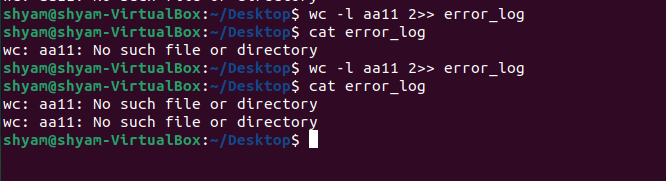 shyam@shyam-VirtualBox:~/Desktop$ wc -l aa11 2>> error_log
shyam@shyam-VirtualBox:~/Desktop$ cat error_log
wc: aa11: No such file or directory
shyam@shyam-VirtualBox:~/Desktop$ wc -l aa11 2>> error_log
shyam@shyam-VirtualBox:~/Desktop$ cat error_log
wc: aa11: No such file or directory
wc: aa11: No such file or directory
shyam@shyam-VirtualBox:~/Desktop$